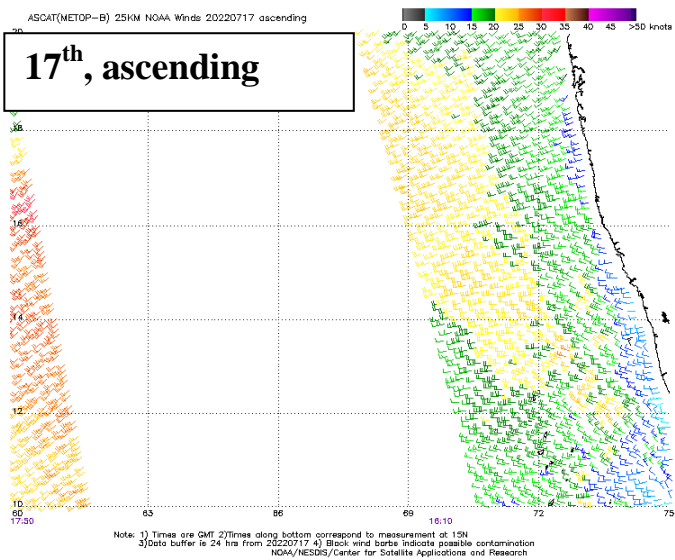 ASCAT(METOP-B) 25KM NOAA Winds 20220717 ascending
0 5 10 15 20 25 30 35 40 45 >50 knots
20
17th, ascending
18
16
14
12
10
60 63 66 69 72 75
17:50 16:10
Note: 1) Times are GMT 2)Times along bottom correspond to measurement at 15N
3)Data buffer is 24 hrs from 20220717 4) Black wind barbs indicate possible contamination
NOAA/NESDIS/Center for Satellite Applications and Research